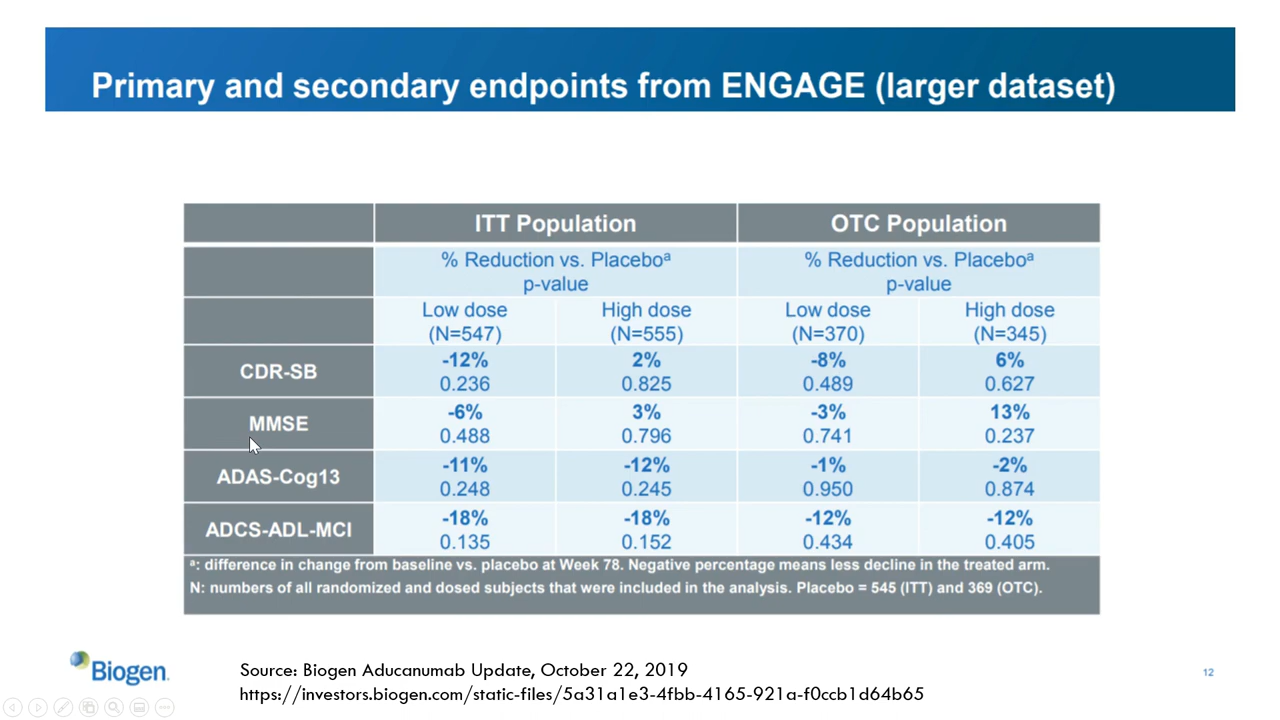 Primary and secondary endpoints from ENGAGE (larger dataset)
ITT Population OTC Population
% Reduction vs. Placeboᵃ % Reduction vs. Placeboᵃ
p-value p-value
Low dose High dose Low dose High dose
(N=547) (N=555) (N=370) (N=345)
CDR-SB -12% 2% -8% 6%
0.236 0.825 0.489 0.627
MMSE -6% 3% -3% 13%
0.488 0.796 0.741 0.237
ADAS-Cog13 -11% -12% -1% -2%
0.248 0.245 0.950 0.874
ADCS-ADL-MCI -18% -18% -12% -12%
0.135 0.152 0.434 0.405
ᵃ: difference in change from baseline vs. placebo at Week 78. Negative percentage means less decline in the treated arm.
N: numbers of all randomized and dosed subjects that were included in the analysis. Placebo = 545 (ITT) and 369 (OTC).
Biogen.
Source: Biogen Aducanumab Update, October 22, 2019
https://investors.biogen.com/static-files/5a31a1e3-4fbb-4165-921a-f0ccb1d64b65
12